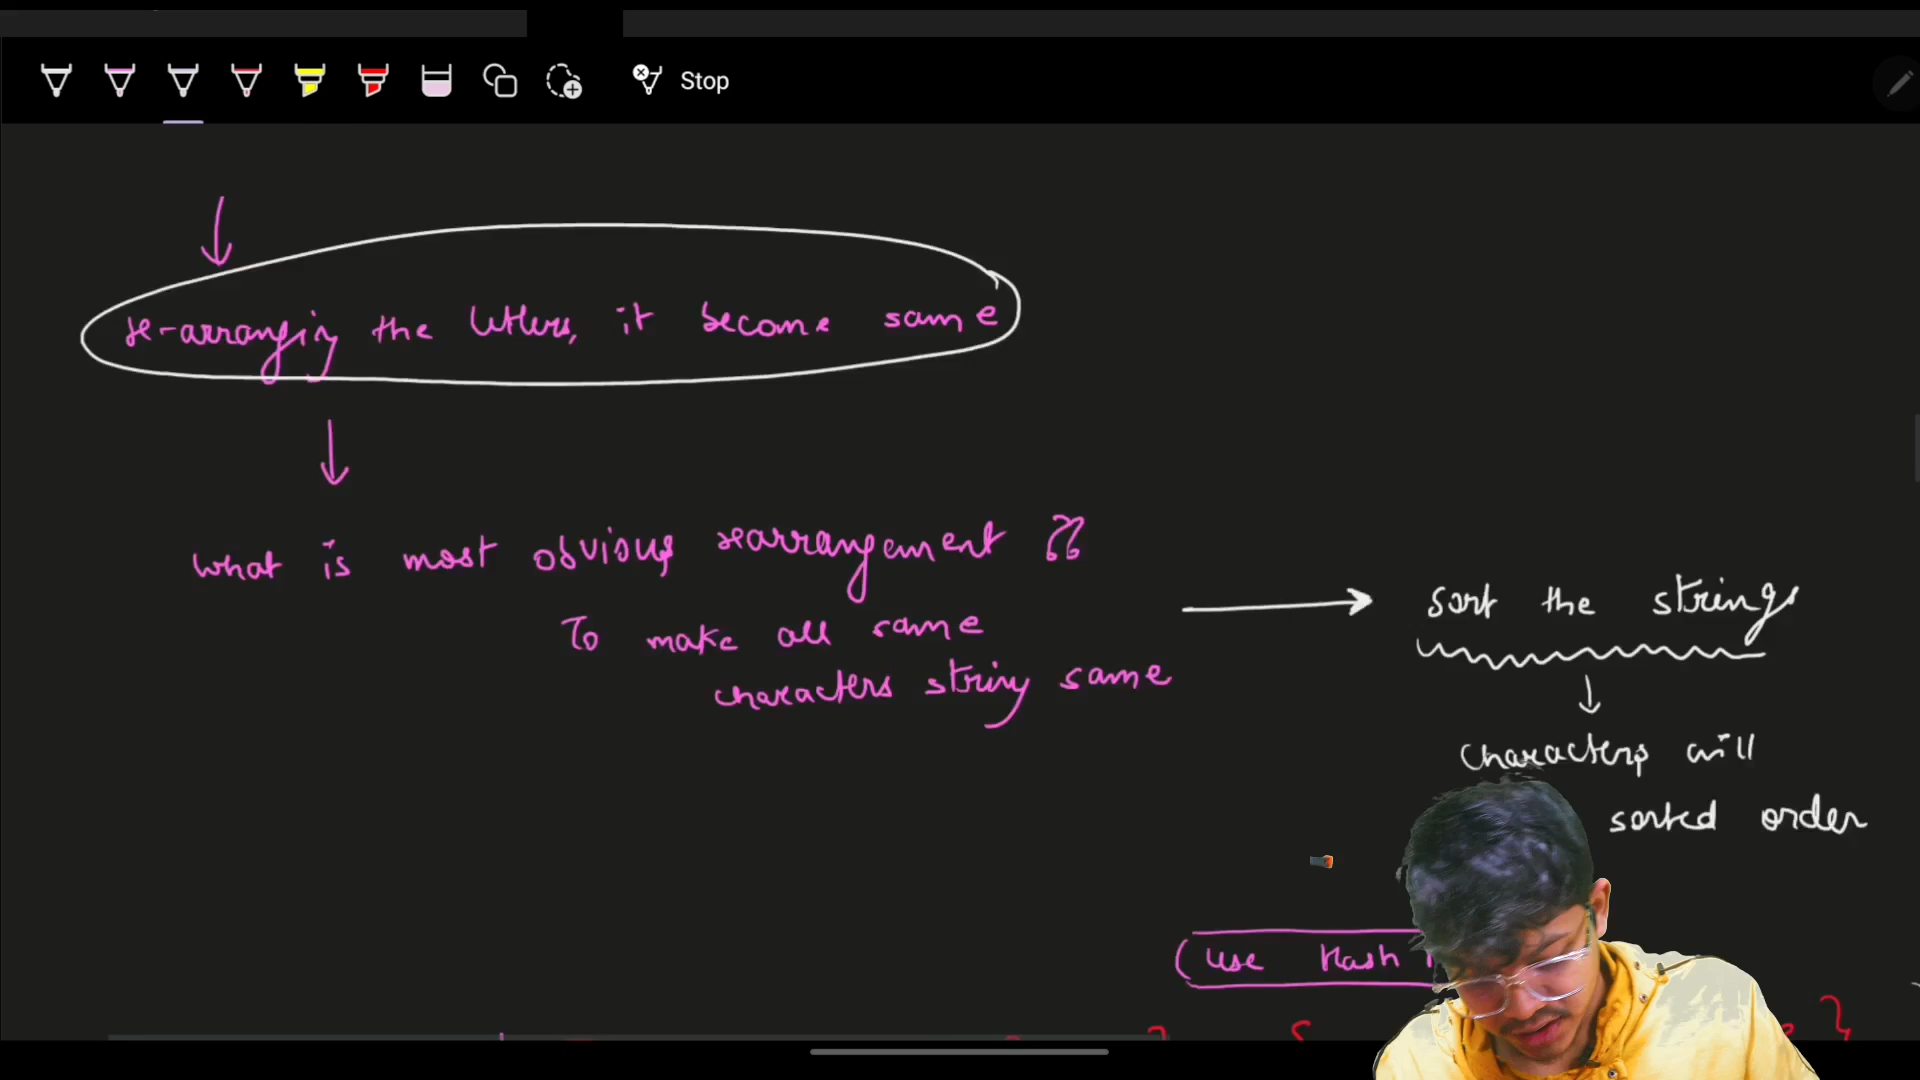 Stop
re-arranging the letters, it become same
what is most obvious rearrangement ??
To make all same
characters string same
sort the strings
characters will
sorted order
(use Hash